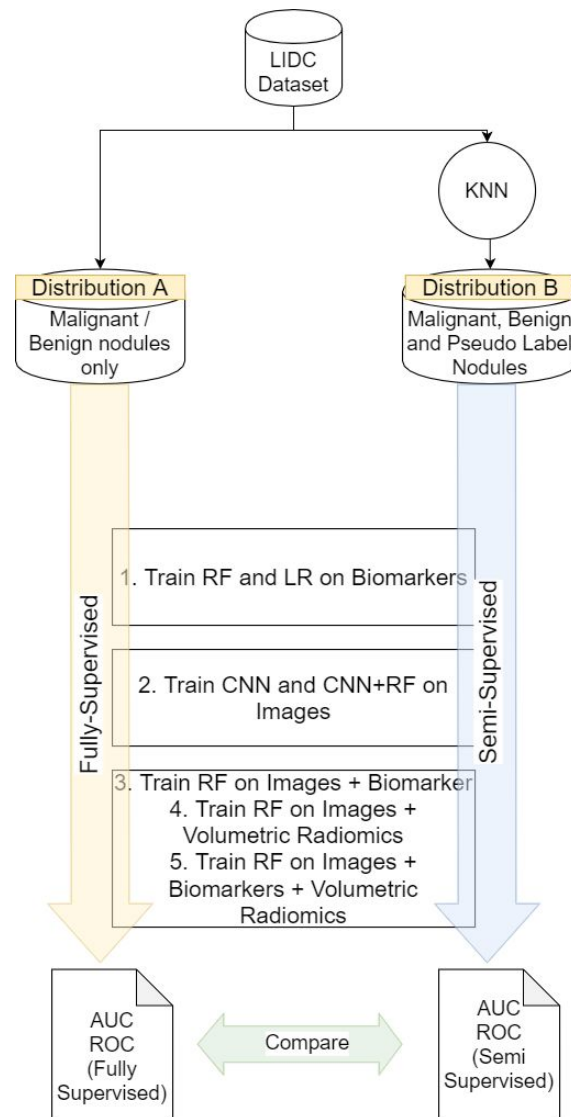 LIDC
Dataset
KNN
Distribution A
Malignant /
Benign nodules
only
Distribution B
Malignant, Benign
and Pseudo Label
Nodules
Fully-Supervised
Semi-Supervised
1. Train RF and LR on Biomarkers
2. Train CNN and CNN+RF on
Images
3. Train RF on Images + Biomarker
4. Train RF on Images +
Volumetric Radiomics
5. Train RF on Images +
Biomarkers + Volumetric
Radiomics
AUC
ROC
(Fully
Supervised)
Compare
AUC
ROC
(Semi
Supervised)